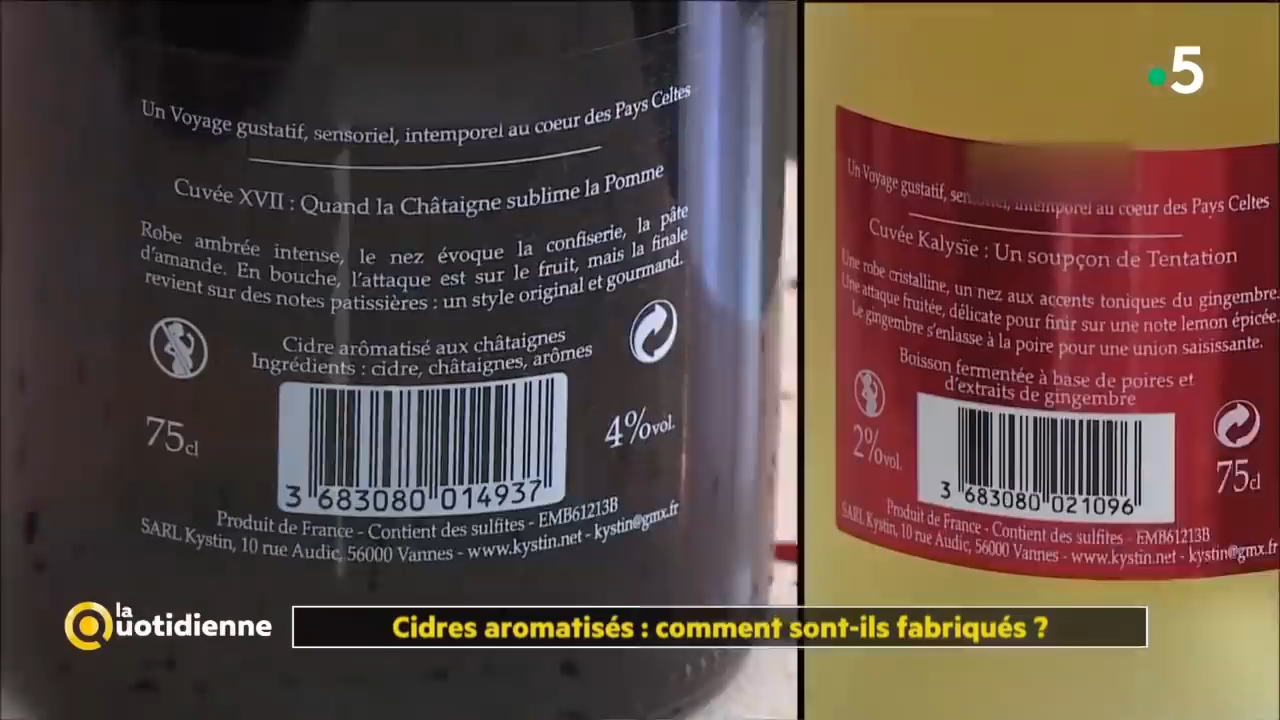 Un Voyage gustatif, sensoriel, intemporel au coeur des Pays Celtes
Cuvée XVII : Quand la Châtaigne sublime la Pomme
Robe ambrée intense, le nez évoque la confiserie, la pâte
d'amande. En bouche, l'attaque est sur le fruit, mais la finale
revient sur des notes patissières : un style original et gourmand.
Cidre arômatisé aux châtaignes
Ingrédients : cidre, châtaignes, arômes
75cl
4%vol.
3 683080 014937
Produit de France - Contient des sulfites - EMB61213B
SARL Kystin, 10 rue Audic, 56000 Vannes - www.kystin.net - kystin@gmx.fr
5
Un Voyage gustatif, intemporel au coeur des Pays Celtes
Cuvée Kalysïe : Un soupçon de Tentation
Une robe cristalline, un nez aux accents toniques du gingembre.
Une attaque fruitée, délicate pour finir sur une note lemon épicée.
Le gingembre s'enlasse à la poire pour une union saisissante.
Boisson fermentée à base de poires et
d'extraits de gingembre
2%vol.
75cl
3 683080 021096
Produit de France - Contient des sulfites - EMB61213B
SARL Kystin, 10 rue Audic, 56000 Vannes - www.kystin.net - kystin@gmx.fr
la Quotidienne
Cidres aromatisés : comment sont-ils fabriqués ?